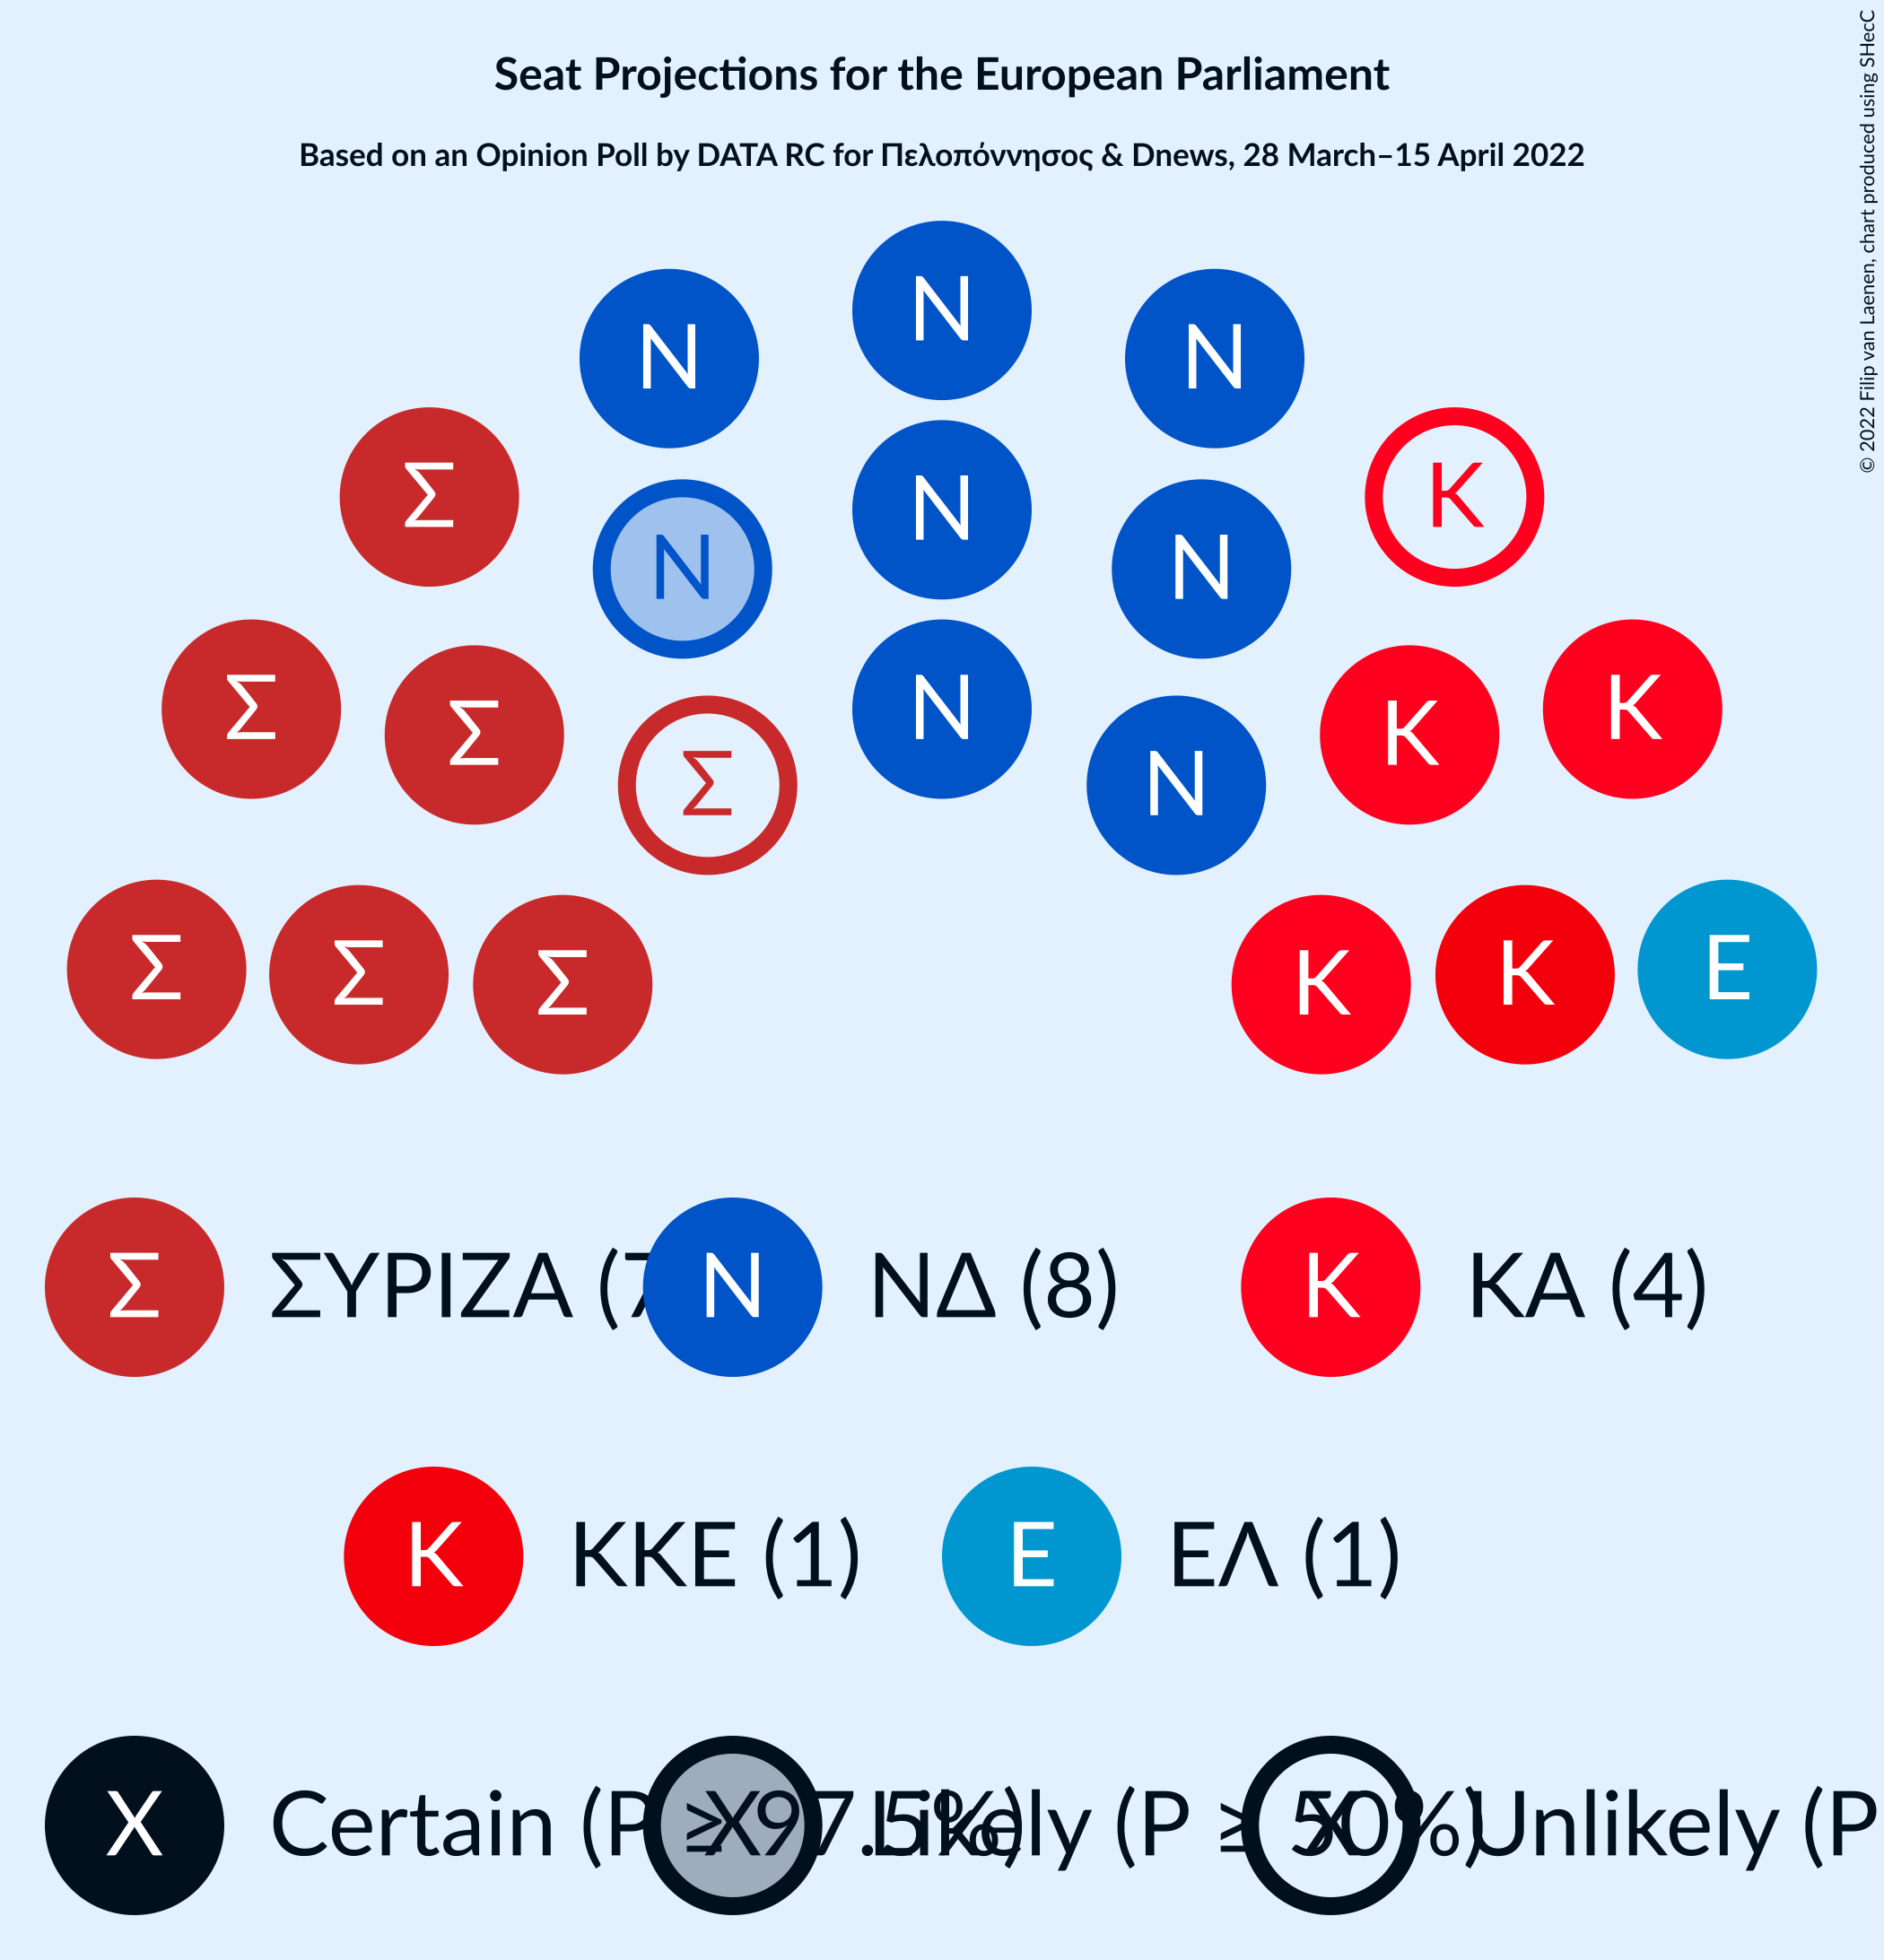 Seat Projections for the European Parliament
Based on an Opinion Poll by DATA RC for Πελοπόννησος & Dnews, 28 March–15 April 2022
© 2022 Filip van Laenen, chart produced using SHecC
N N N
Σ N N N K
Σ Σ Σ N N K K
Σ Σ Σ K K E
Σ ΣΥΡΙΖΑ (7 N ΝΔ (8) K ΚΑ (4)
K ΚΚΕ (1) E ΕΛ (1)
X Certain (P ≥ 97.5%) X Likely (P ≥ 50%) X Unlikely (P